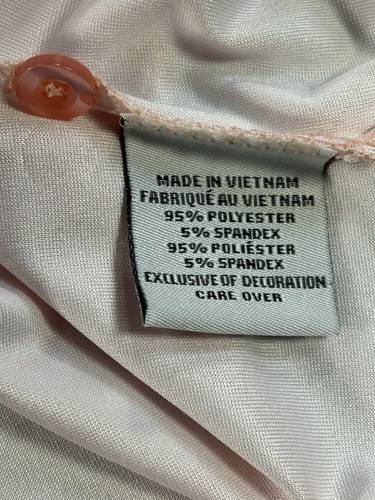 MADE IN VIETNAM
FABRIQUÉ AU VIETNAM
95% POLYESTER
5% SPANDEX
95% POLIÉSTER
5% SPANDEX
EXCLUSIVE OF DECORATION
CARE OVER